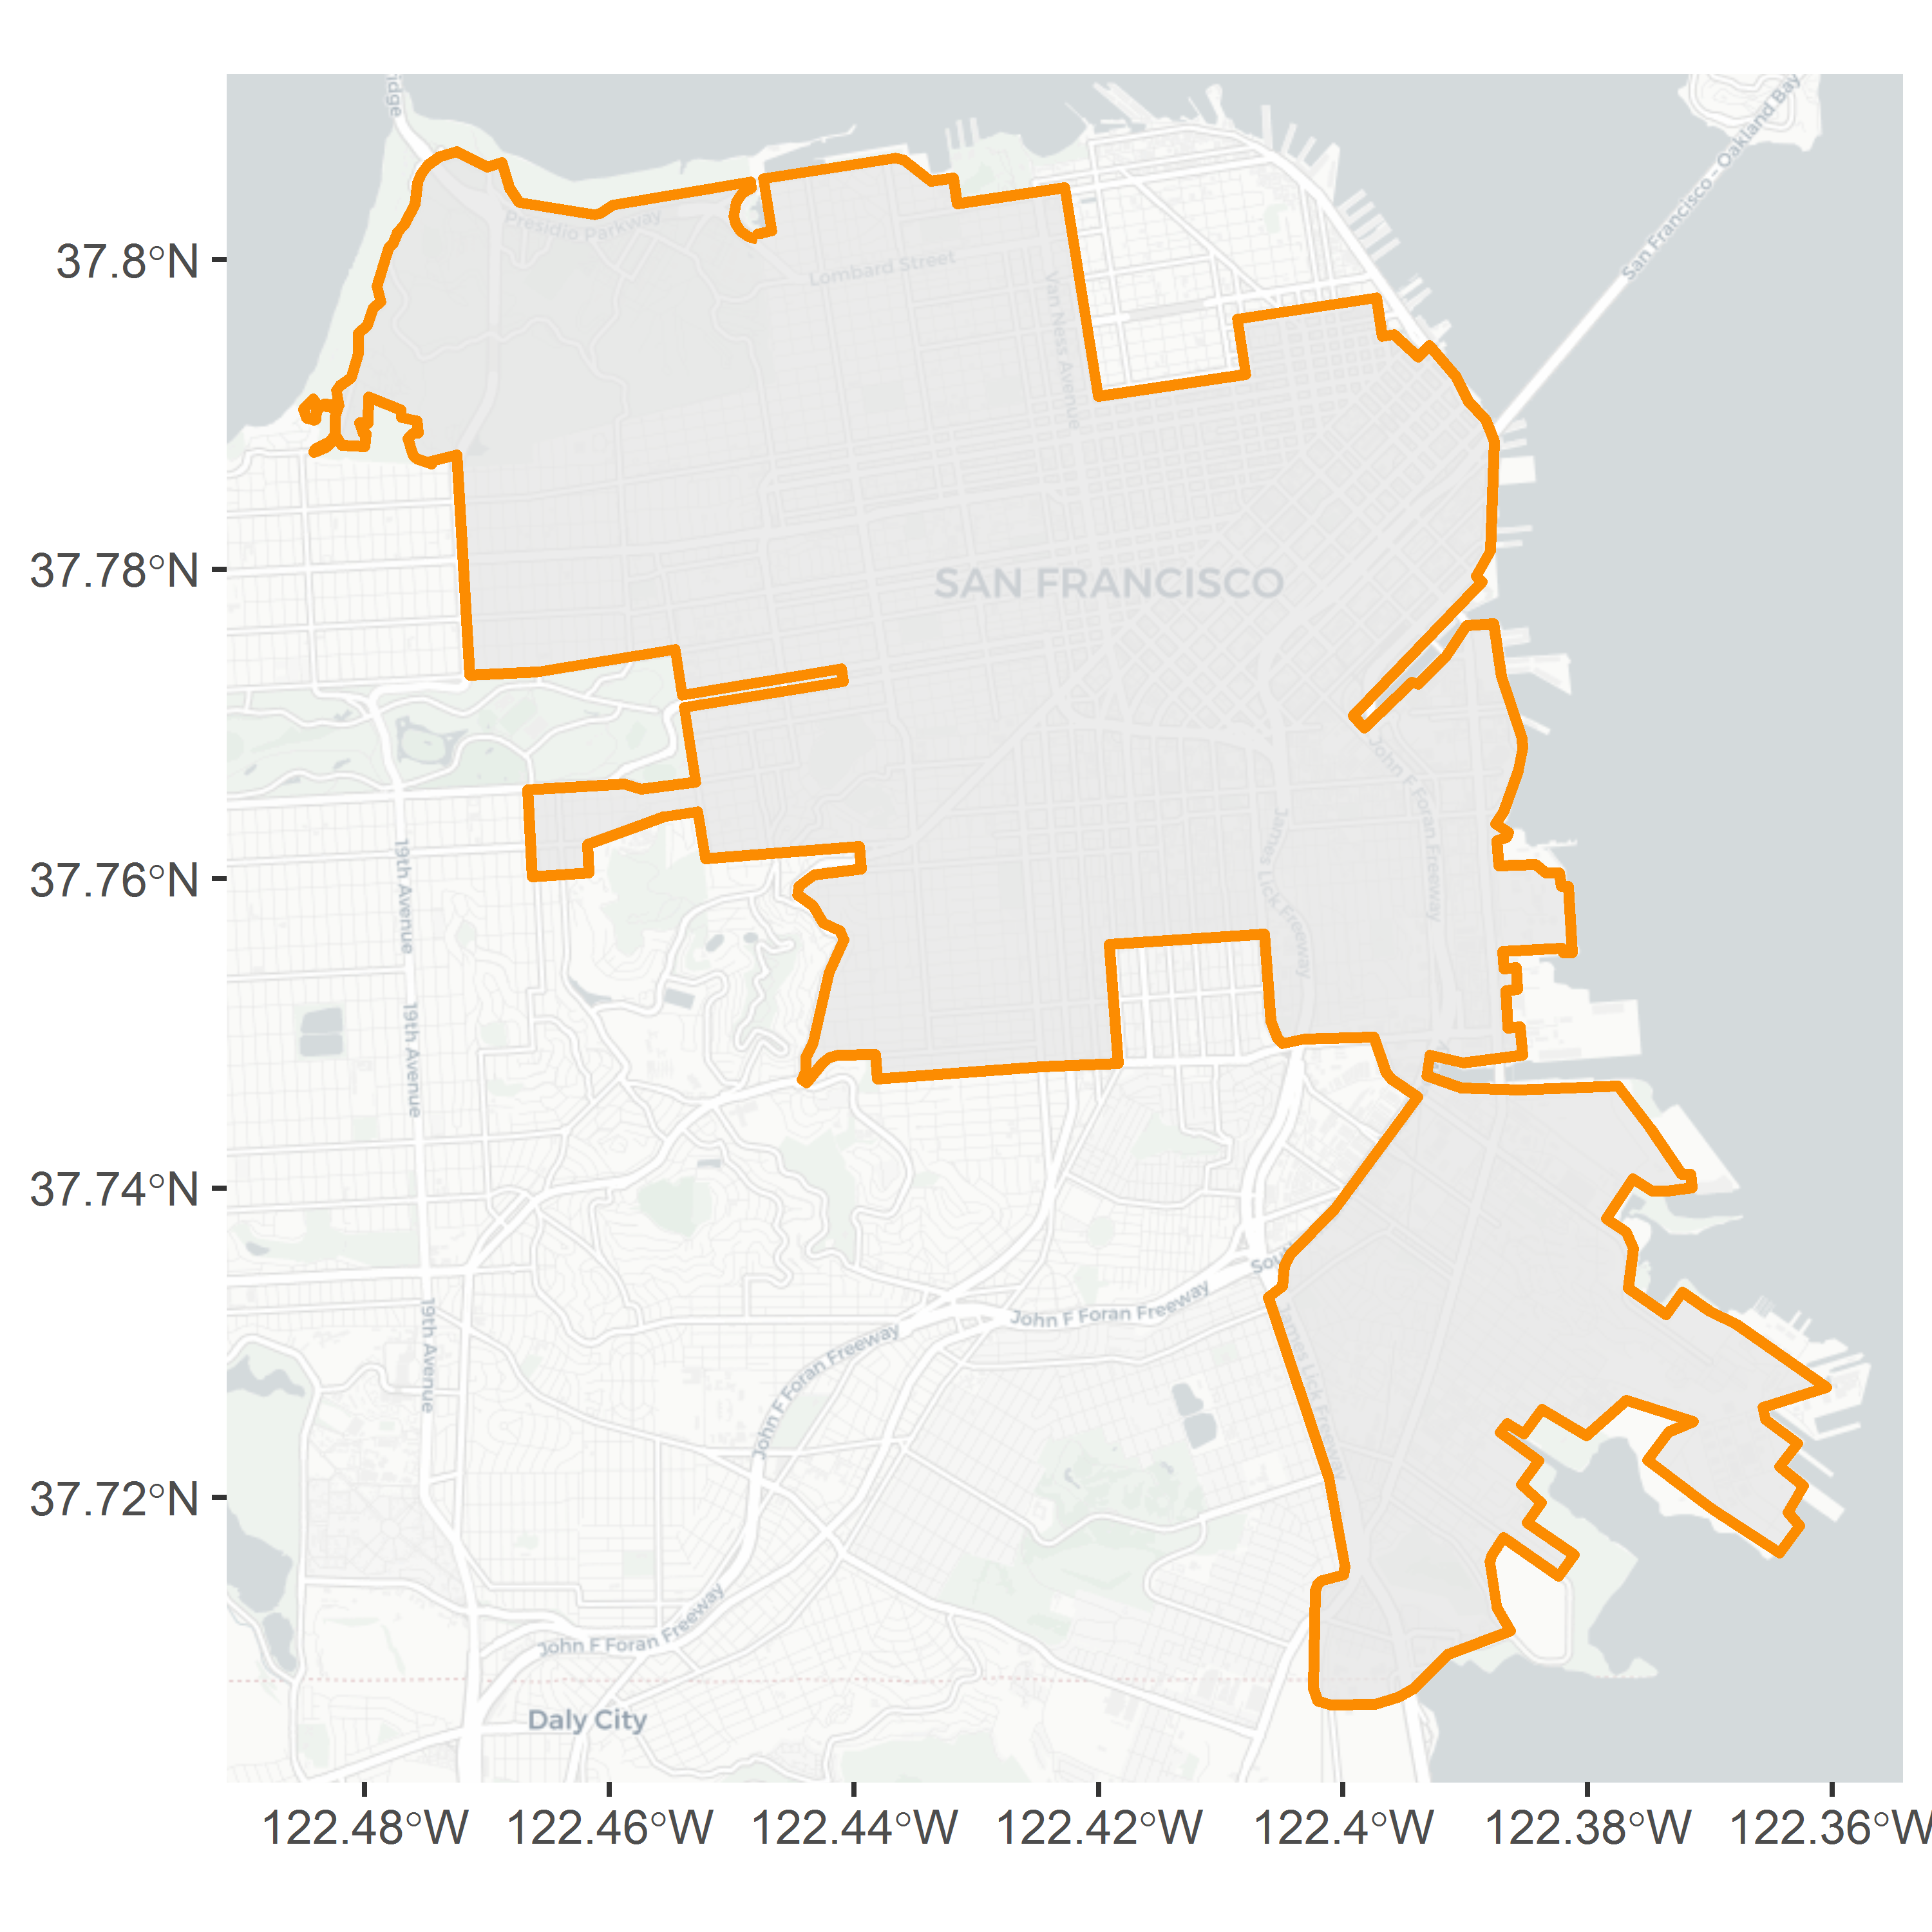 idge
San Francisco - Oakland Bay
Presidio Parkway
37.8°N
Lombard Street
Van Ness Avenue
37.78°N
SAN FRANCISCO
John F Foran Freeway
James Lick Freeway
37.76°N
19th Avenue
19th Avenue
37.74°N
Sout
John F Foran Freeway
John F Foran Freeway
19th Avenue
James Lick Freeway
37.72°N
John F Foran Freeway
Daly City
122.48°W 122.46°W 122.44°W 122.42°W 122.4°W 122.38°W 122.36°W